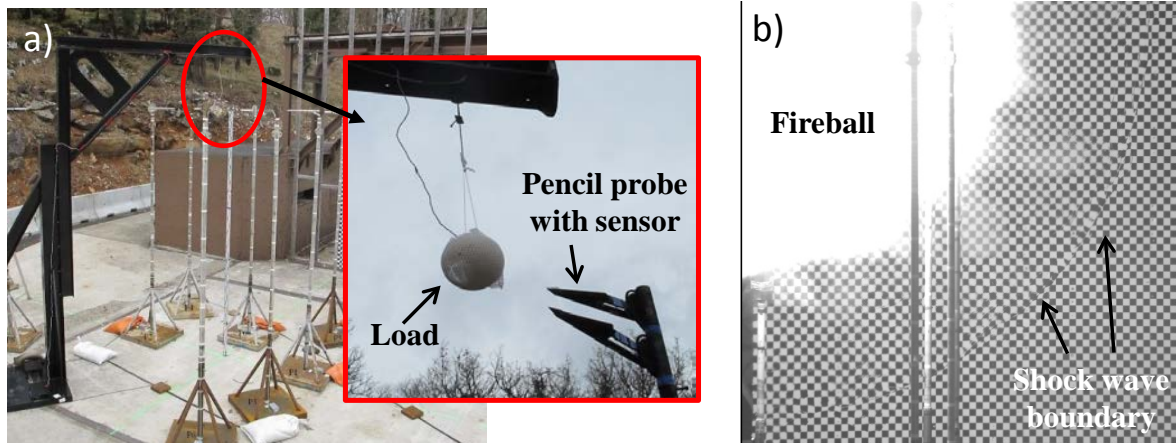 a)
Pencil probe
with sensor
Load
b)
Fireball
Shock wave
boundary